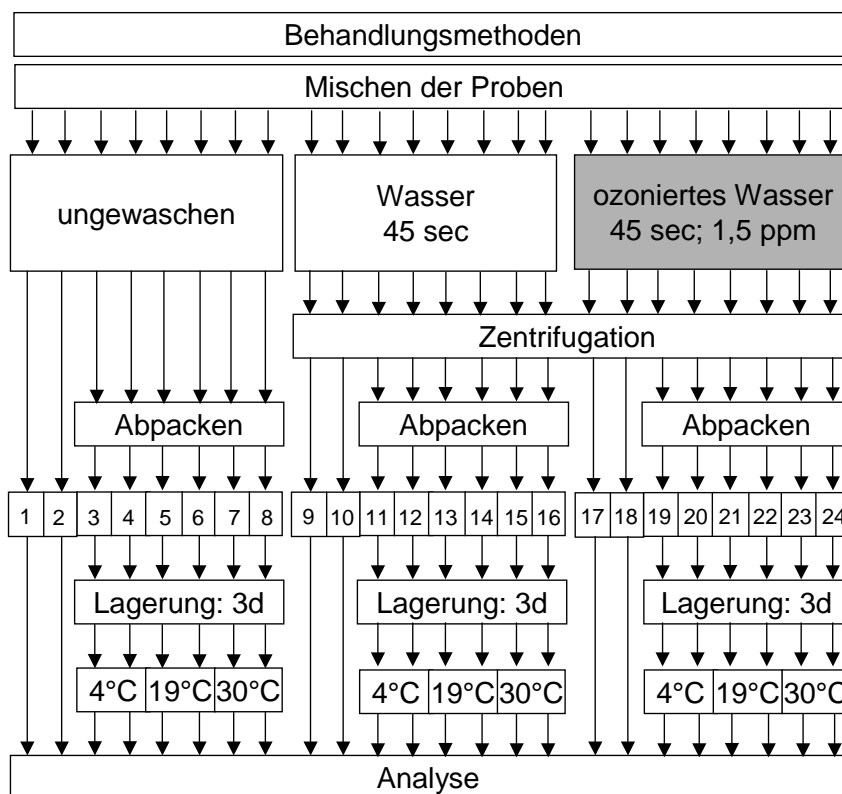 Behandlungsmethoden
Mischen der Proben
ungewaschen
Wasser
45 sec
ozoniertes Wasser
45 sec; 1,5 ppm
Zentrifugation
Abpacken Abpacken Abpacken
1 2 3 4 5 6 7 8 9 10 11 12 13 14 15 16 17 18 19 20 21 22 23 24
Lagerung: 3d Lagerung: 3d Lagerung: 3d
4°C 19°C 30°C 4°C 19°C 30°C 4°C 19°C 30°C
Analyse